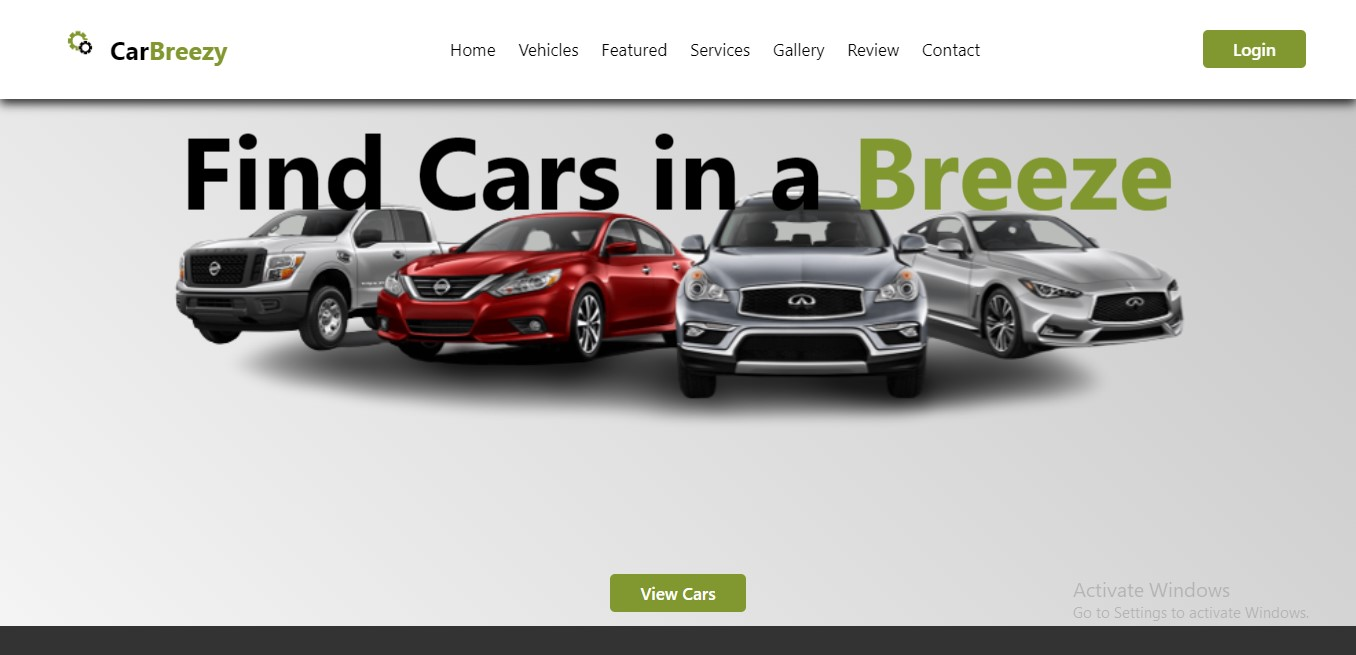 CarBreezy
Home Vehicles Featured Services Gallery Review Contact
Login
Find Cars in a Breeze
View Cars
Activate Windows
Go to Settings to activate Windows.